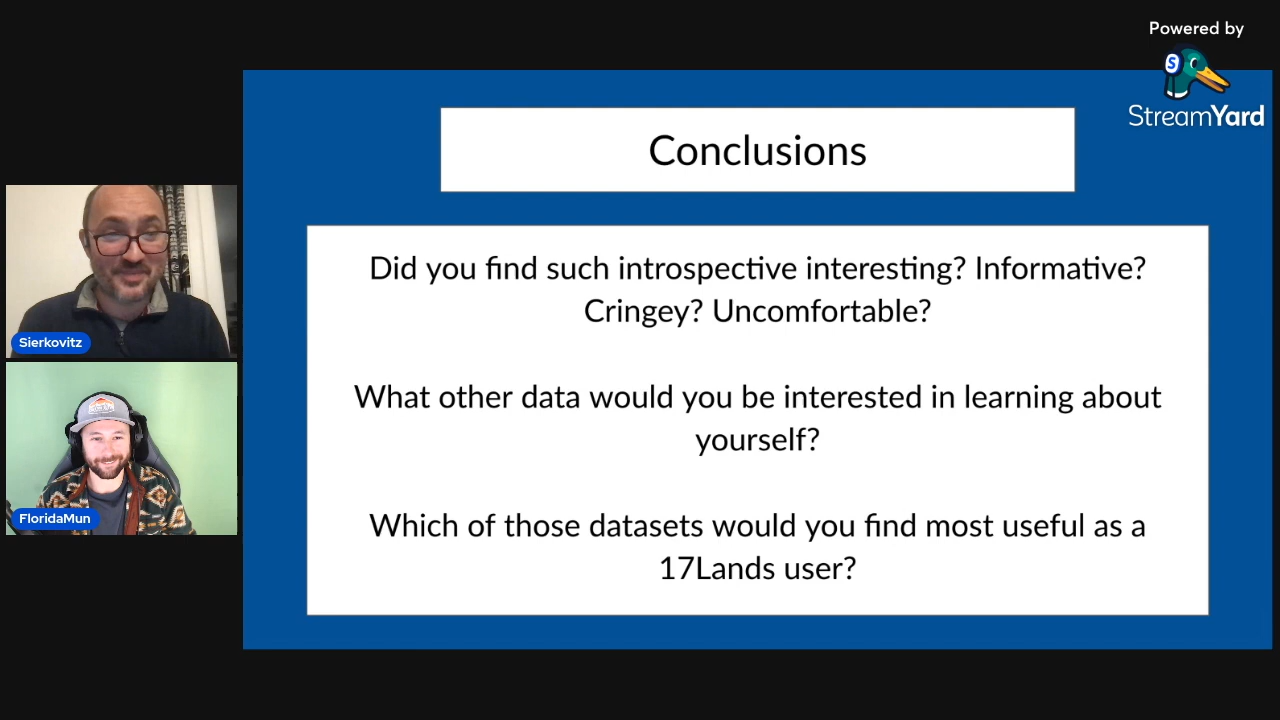 Powered by
S
StreamYard
Conclusions
Did you find such introspective interesting? Informative?
Cringey? Uncomfortable?
What other data would you be interested in learning about
yourself?
Which of those datasets would you find most useful as a
17Lands user?
Sierkovitz
FloridaMun